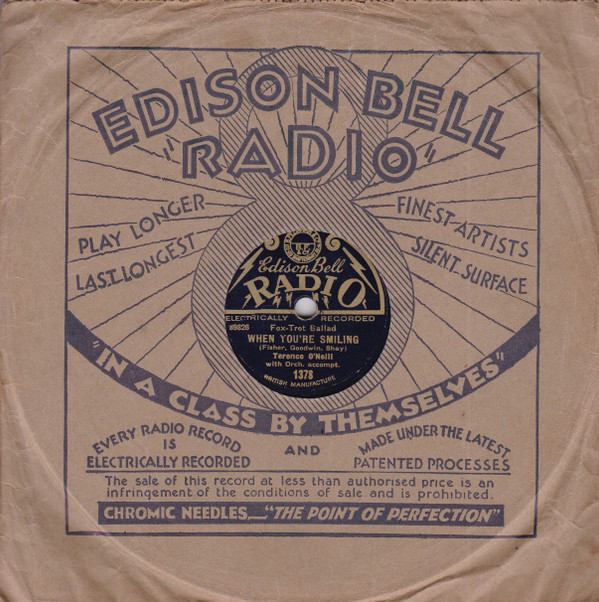 EDISON BELL
"RADIO"
PLAY LONGER
LAST LONGEST
FINEST ARTISTS
SILENT SURFACE
Edison Bell
RADIO
ELECTRICALLY RECORDED
89826
Fox-Trot Ballad
WHEN YOU'RE SMILING
(Fisher, Goodwin, Shay)
Terence O'Neill
with Orch. accompt.
1378
BRITISH MANUFACTURE
"IN A CLASS BY THEMSELVES"
EVERY RADIO RECORD
IS
ELECTRICALLY RECORDED
AND
MADE UNDER THE LATEST
PATENTED PROCESSES
The sale of this record at less than authorised price is an
infringement of the conditions of sale and is prohibited.
CHROMIC NEEDLES—"THE POINT OF PERFECTION"